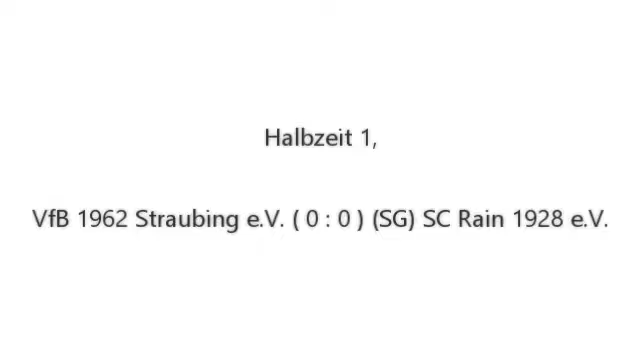 Halbzeit 1,
VfB 1962 Straubing e.V. ( 0 : 0 ) (SG) SC Rain 1928 e.V.